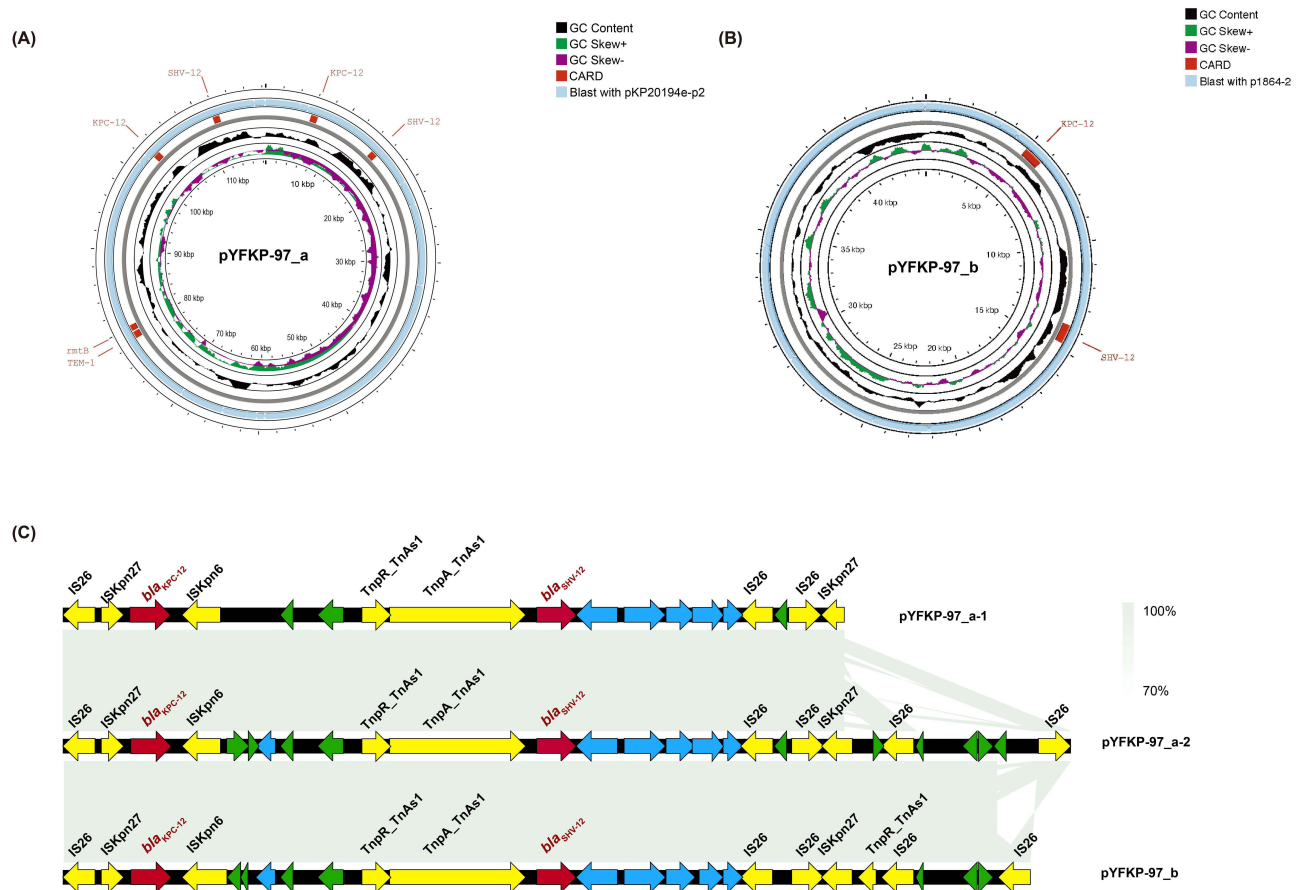 (A)
GC Content
GC Skew+
GC Skew-
CARD
Blast with pKP20194e-p2
SHV-12
KPC-12
KPC-12
SHV-12
rmtB
TEM-1
110 kbp
10 kbp
100 kbp
20 kbp
90 kbp
30 kbp
80 kbp
40 kbp
70 kbp
50 kbp
60 kbp
pYFKP-97_a
(B)
GC Content
GC Skew+
GC Skew-
CARD
Blast with p1864-2
KPC-12
SHV-12
40 kbp
5 kbp
35 kbp
10 kbp
30 kbp
15 kbp
25 kbp
20 kbp
pYFKP-97_b
(C)
IS26
ISKpn27
blaKPC-12
ISKpn6
TnpR_TnAs1
TnpA_TnAs1
blaSHV-12
IS26
IS26
ISKpn27
pYFKP-97_a-1
100%
70%
IS26
ISKpn27
blaKPC-12
ISKpn6
TnpR_TnAs1
TnpA_TnAs1
blaSHV-12
IS26
IS26
ISKpn27
IS26
IS26
pYFKP-97_a-2
IS26
ISKpn27
blaKPC-12
ISKpn6
TnpR_TnAs1
TnpA_TnAs1
blaSHV-12
IS26
IS26
ISKpn27
TnpR_TnAs1
IS26
IS26
pYFKP-97_b